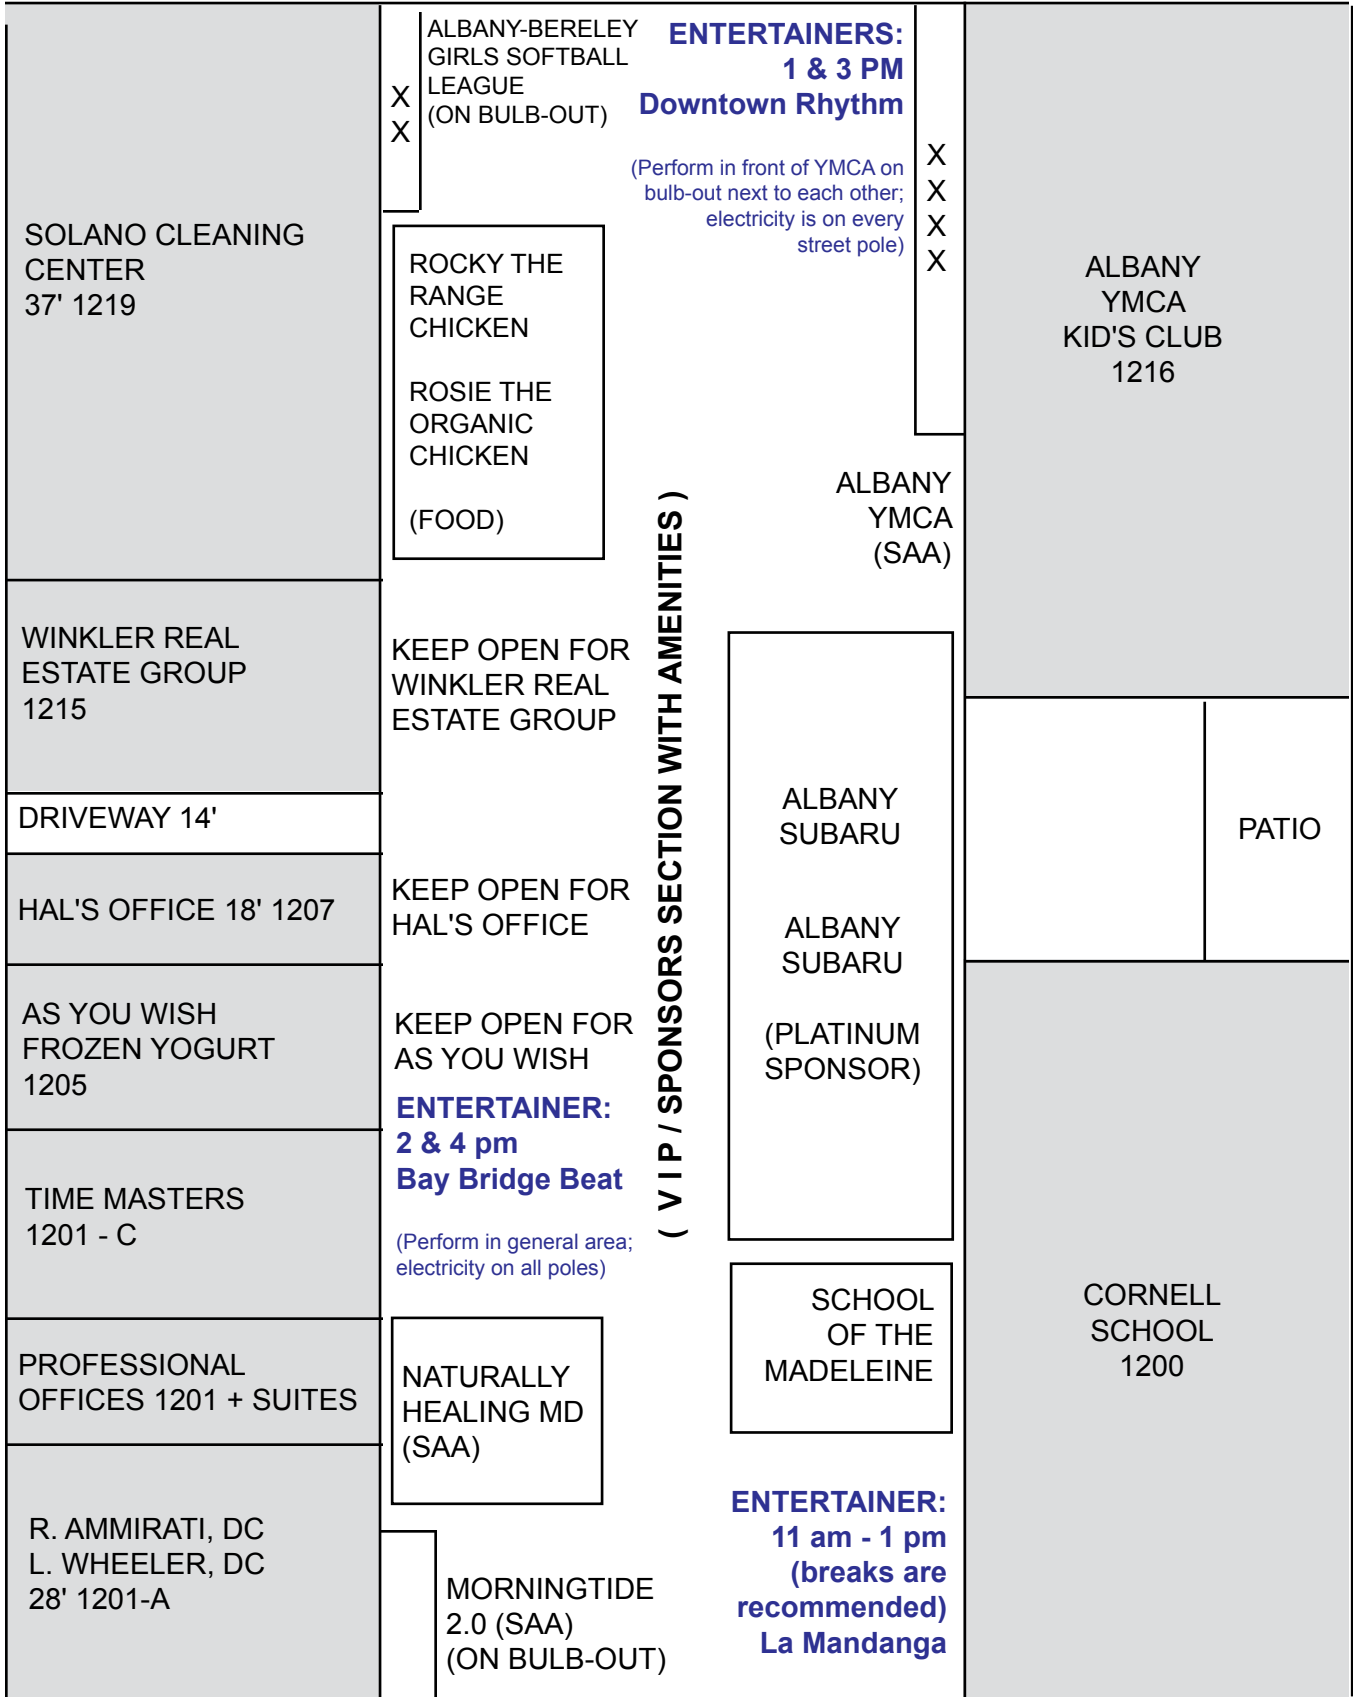 SOLANO CLEANING
CENTER
37' 1219
WINKLER REAL
ESTATE GROUP
1215
DRIVEWAY 14'
HAL'S OFFICE 18' 1207
AS YOU WISH
FROZEN YOGURT
1205
TIME MASTERS
1201 - C
PROFESSIONAL
OFFICES 1201 + SUITES
R. AMMIRATI, DC
L. WHEELER, DC
28' 1201-A
X
X
ALBANY-BERELEY
GIRLS SOFTBALL
LEAGUE
(ON BULB-OUT)
ROCKY THE
RANGE
CHICKEN
ROSIE THE
ORGANIC
CHICKEN
(FOOD)
KEEP OPEN FOR
WINKLER REAL
ESTATE GROUP
KEEP OPEN FOR
HAL'S OFFICE
KEEP OPEN FOR
AS YOU WISH
ENTERTAINER:
2 & 4 pm
Bay Bridge Beat
(Perform in general area;
electricity on all poles)
NATURALLY
HEALING MD
(SAA)
MORNINGTIDE
2.0 (SAA)
(ON BULB-OUT)
( V I P / SPONSORS SECTION WITH AMENITIES )
ENTERTAINERS:
1 & 3 PM
Downtown Rhythm
(Perform in front of YMCA on
bulb-out next to each other;
electricity is on every
street pole)
X
X
X
X
ALBANY
YMCA
(SAA)
ALBANY
SUBARU
ALBANY
SUBARU
(PLATINUM
SPONSOR)
SCHOOL
OF THE
MADELEINE
ENTERTAINER:
11 am - 1 pm
(breaks are
recommended)
La Mandanga
ALBANY
YMCA
KID'S CLUB
1216
PATIO
CORNELL
SCHOOL
1200